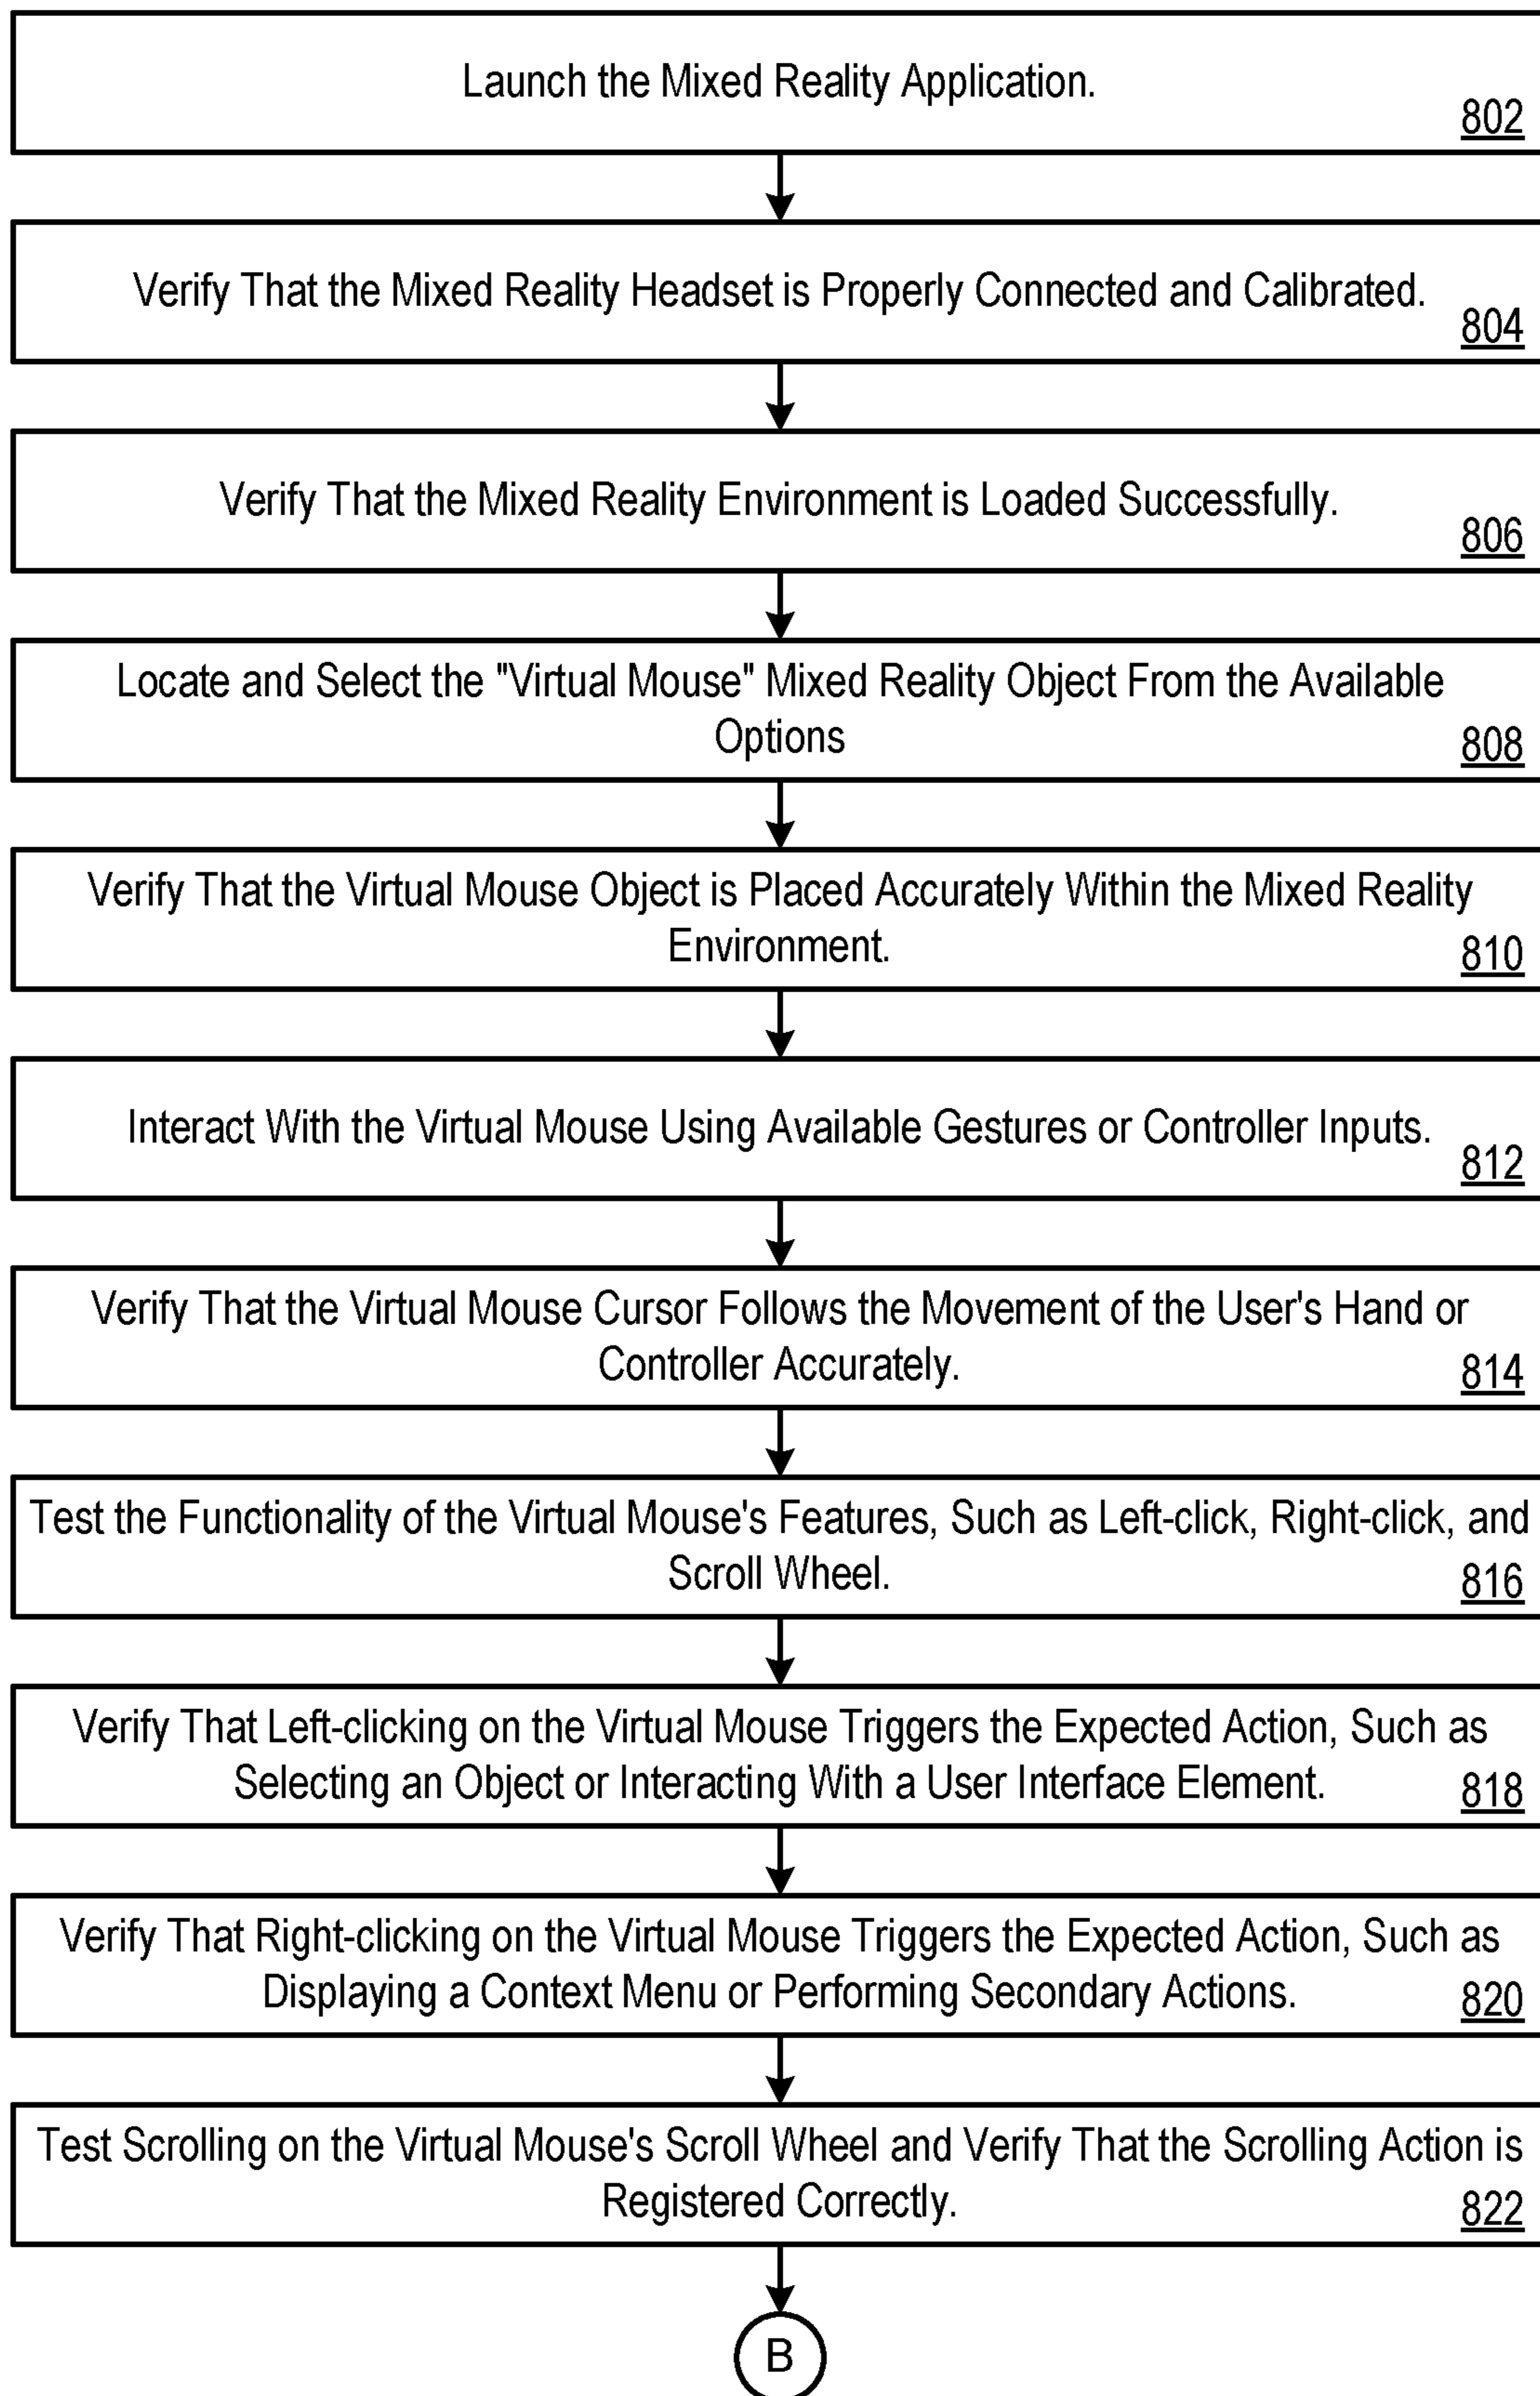 Launch the Mixed Reality Application.
802
Verify That the Mixed Reality Headset is Properly Connected and Calibrated.
804
Verify That the Mixed Reality Environment is Loaded Successfully.
806
Locate and Select the "Virtual Mouse" Mixed Reality Object From the Available
Options
808
Verify That the Virtual Mouse Object is Placed Accurately Within the Mixed Reality
Environment.
810
Interact With the Virtual Mouse Using Available Gestures or Controller Inputs.
812
Verify That the Virtual Mouse Cursor Follows the Movement of the User's Hand or
Controller Accurately.
814
Test the Functionality of the Virtual Mouse's Features, Such as Left-click, Right-click, and
Scroll Wheel.
816
Verify That Left-clicking on the Virtual Mouse Triggers the Expected Action, Such as
Selecting an Object or Interacting With a User Interface Element.
818
Verify That Right-clicking on the Virtual Mouse Triggers the Expected Action, Such as
Displaying a Context Menu or Performing Secondary Actions.
820
Test Scrolling on the Virtual Mouse's Scroll Wheel and Verify That the Scrolling Action is
Registered Correctly.
822
B